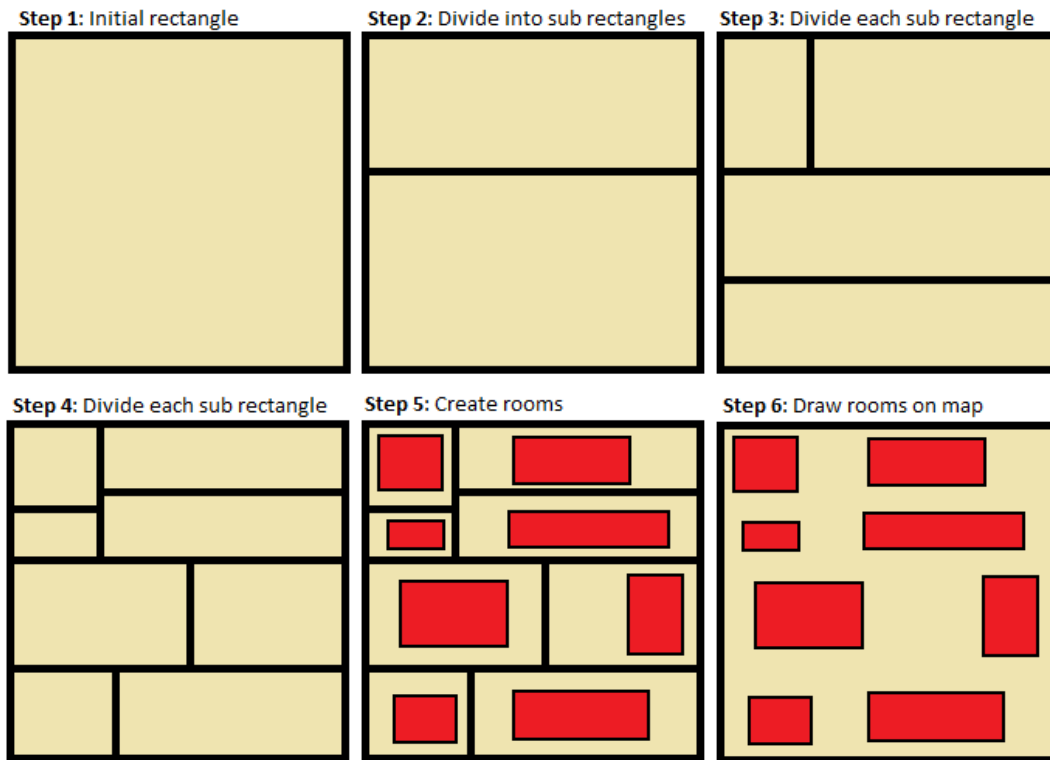 Step 1: Initial rectangle
Step 2: Divide into sub rectangles
Step 3: Divide each sub rectangle
Step 4: Divide each sub rectangle
Step 5: Create rooms
Step 6: Draw rooms on map